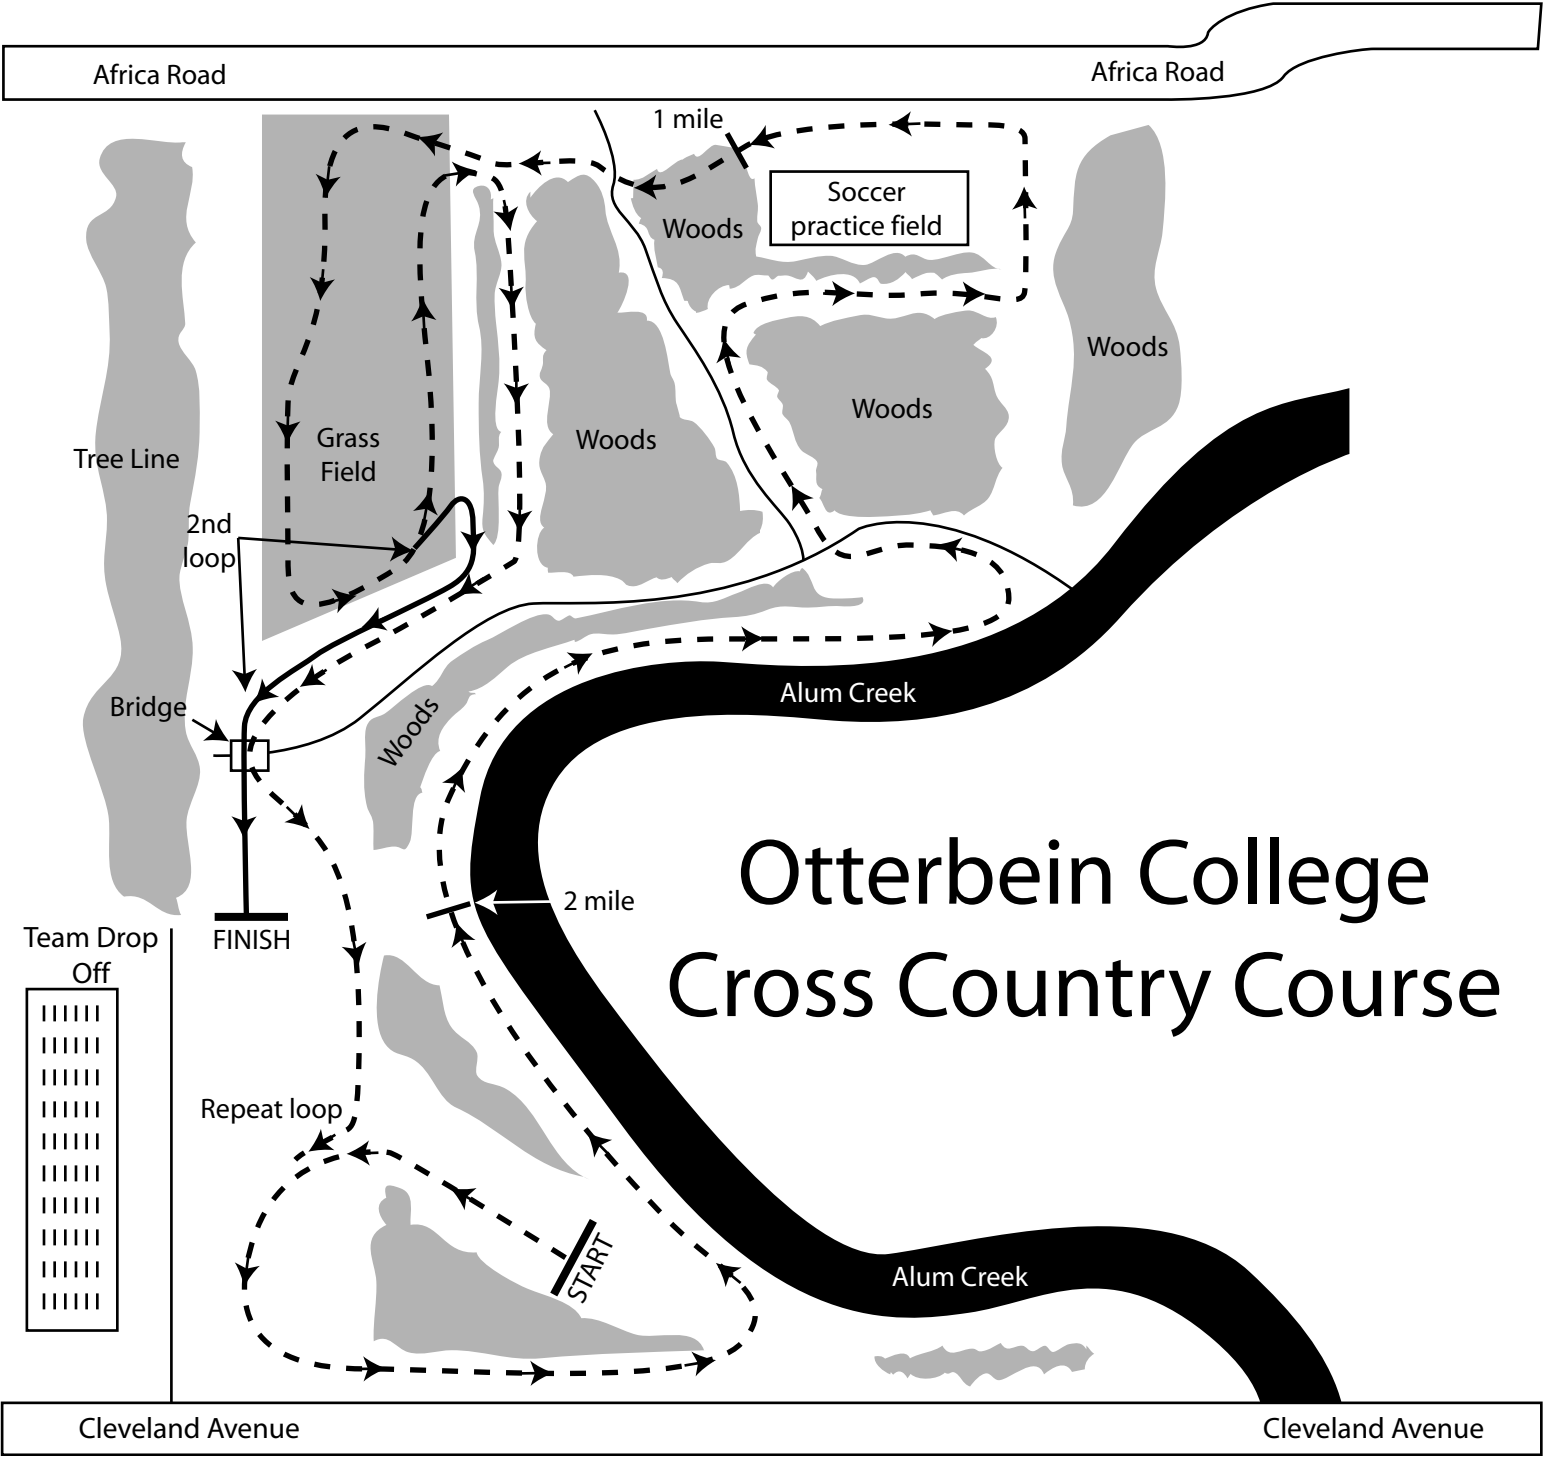 Africa Road
Africa Road
1 mile
Soccer
practice field
Woods
Woods
Woods
Woods
Grass
Field
Tree Line
2nd
loop
Bridge
Woods
Alum Creek
Otterbein College
Cross Country Course
2 mile
FINISH
Team Drop
Off
Repeat loop
START
Alum Creek
Cleveland Avenue
Cleveland Avenue